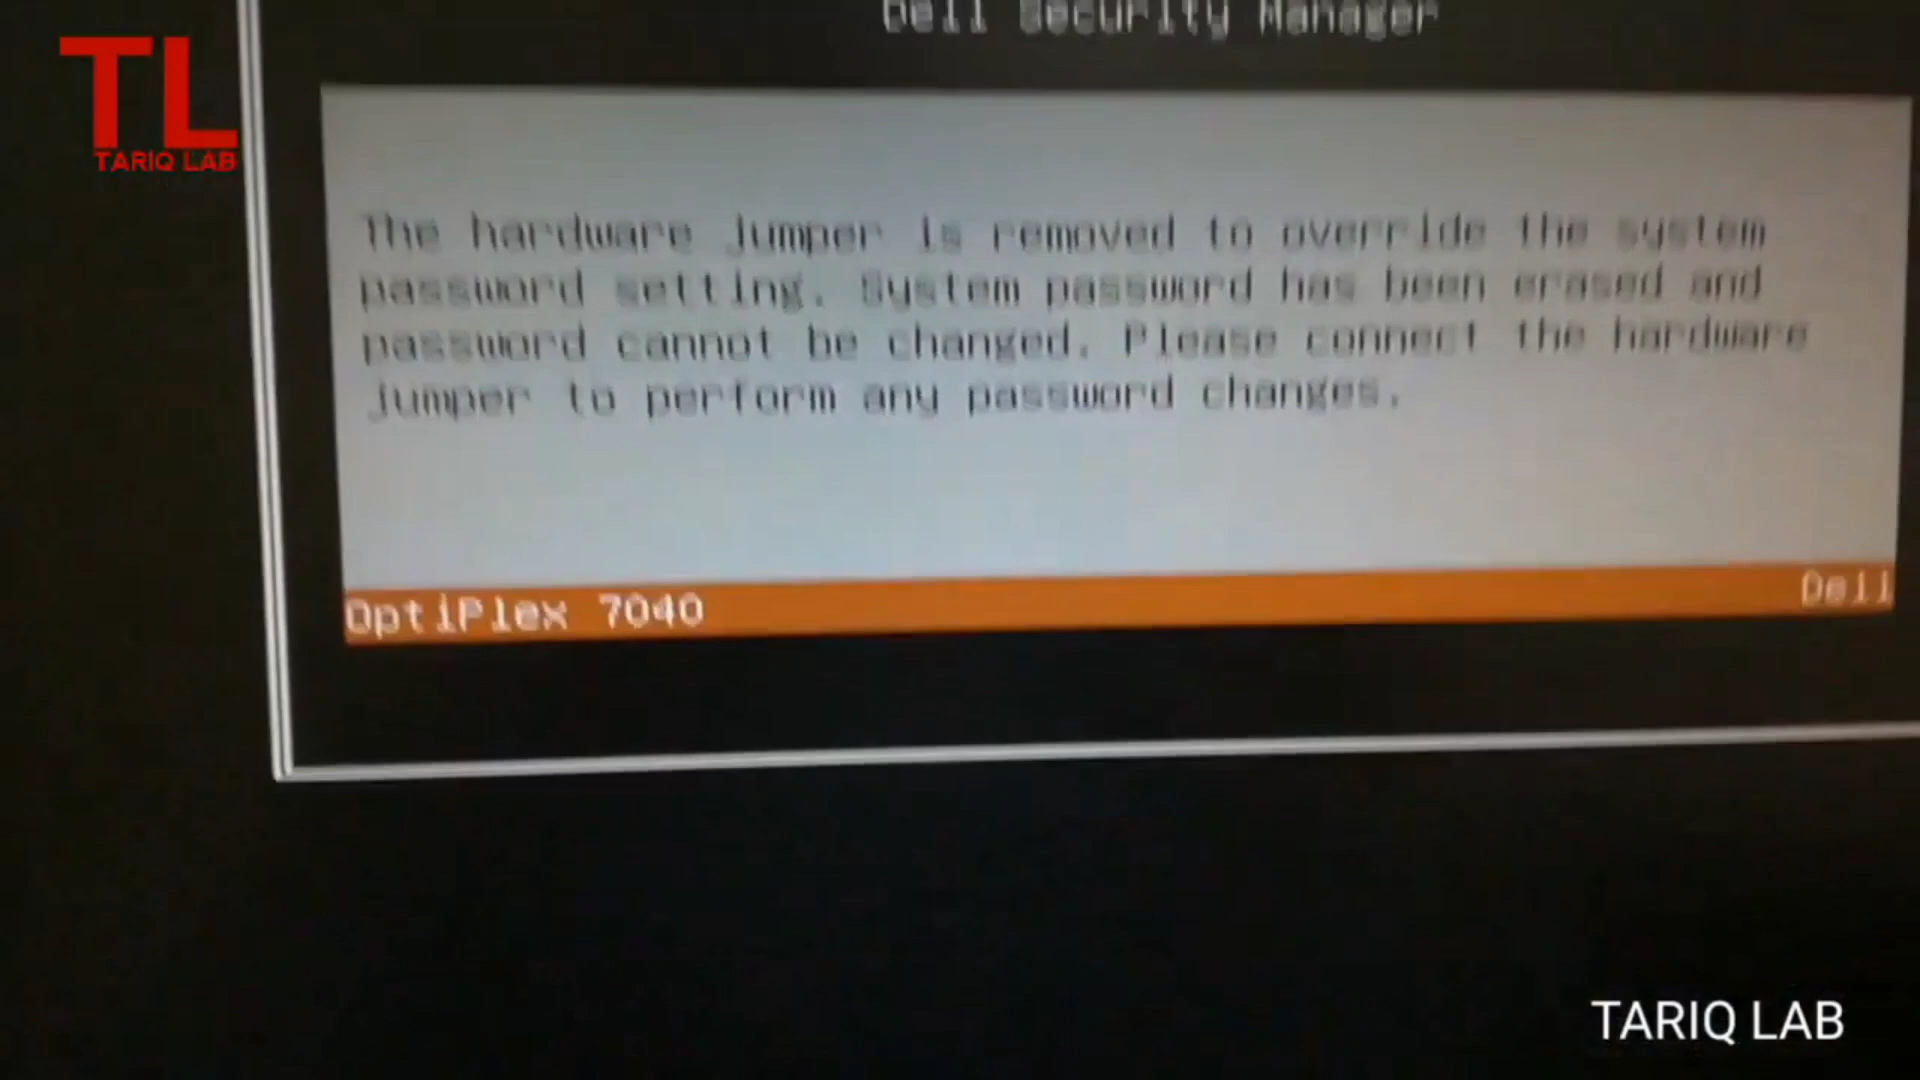 Dell Security Manager
TL
TARIQ LAB
The hardware jumper is removed to override the system
password setting. System password has been erased and
password cannot be changed. Please connect the hardware
jumper to perform any password changes.
OptiPlex 7040
Dell
TARIQ LAB